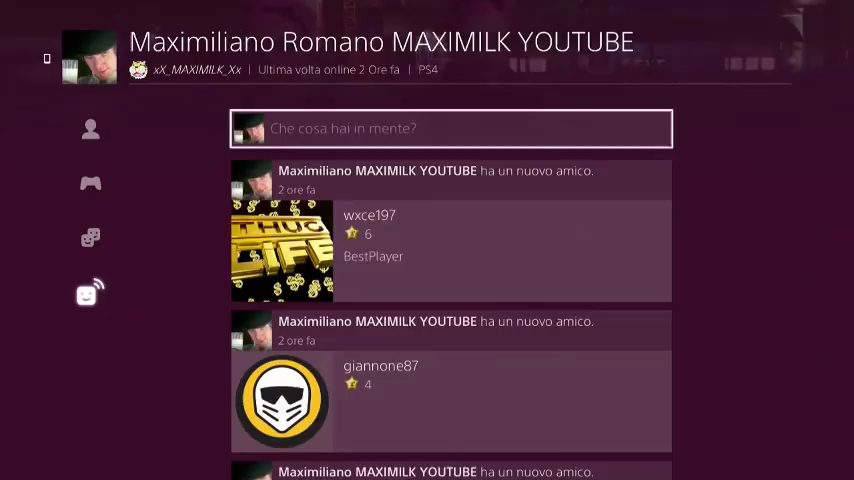 Maximiliano Romano MAXIMILK YOUTUBE
xX_MAXIMILK_Xx | Ultima volta online 2 Ore fa | PS4
Che cosa hai in mente?
Maximiliano MAXIMILK YOUTUBE ha un nuovo amico.
2 ore fa
THUG
LIFE
wxce197
6
BestPlayer
Maximiliano MAXIMILK YOUTUBE ha un nuovo amico.
2 ore fa
giannone87
4
Maximiliano MAXIMILK YOUTUBE ha un nuovo amico.